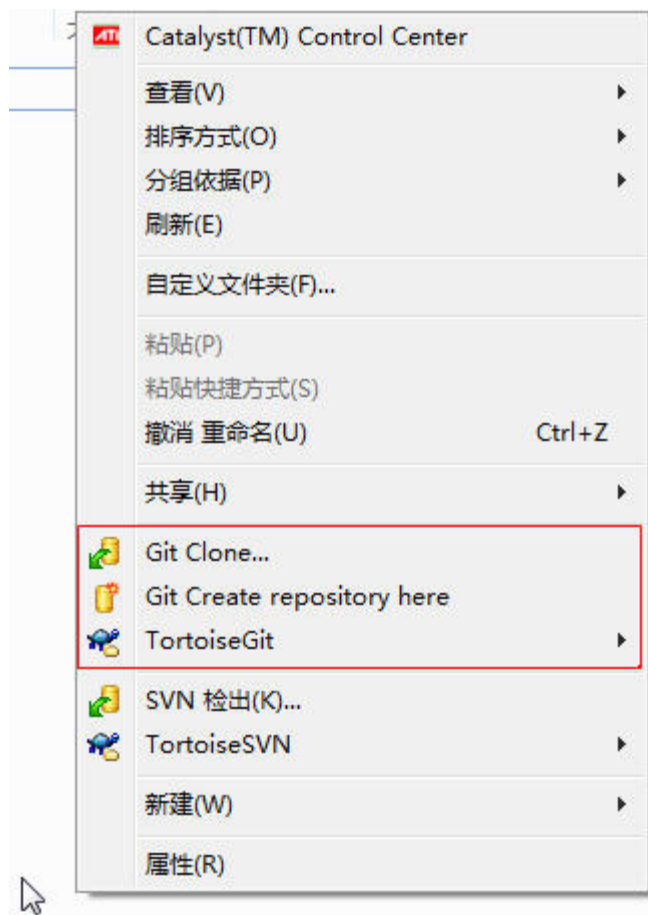 ATI Catalyst(TM) Control Center
查看(V)
排序方式(O)
分组依据(P)
刷新(E)
自定义文件夹(F)...
粘贴(P)
粘贴快捷方式(S)
撤消 重命名(U) Ctrl+Z
共享(H)
Git Clone...
Git Create repository here
TortoiseGit
SVN 检出(K)...
TortoiseSVN
新建(W)
属性(R)